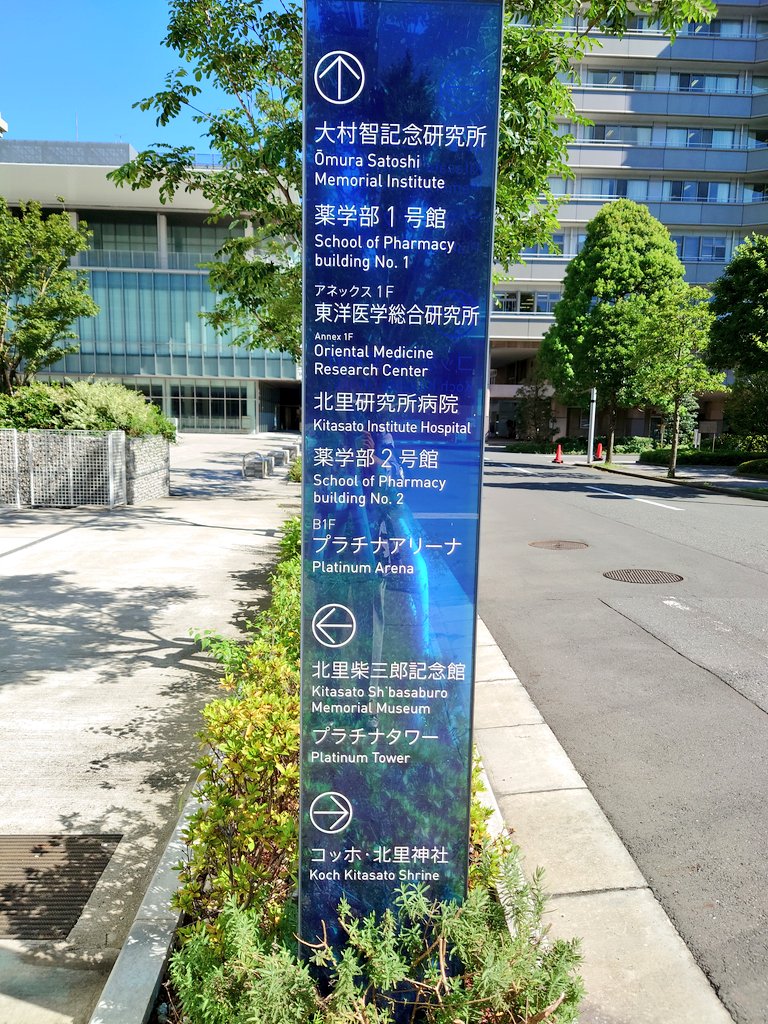 大村智記念研究所
Ōmura Satoshi
Memorial Institute
薬学部1号館
School of Pharmacy
building No. 1
アネックス 1F
東洋医学総合研究所
Annex 1F
Oriental Medicine
Research Center
北里研究所病院
Kitasato Institute Hospital
薬学部2号館
School of Pharmacy
building No. 2
B1F
プラチナアリーナ
Platinum Arena
北里柴三郎記念館
Kitasato Sh'basaburo
Memorial Museum
プラチナタワー
Platinum Tower
コッホ・北里神社
Koch Kitasato Shrine